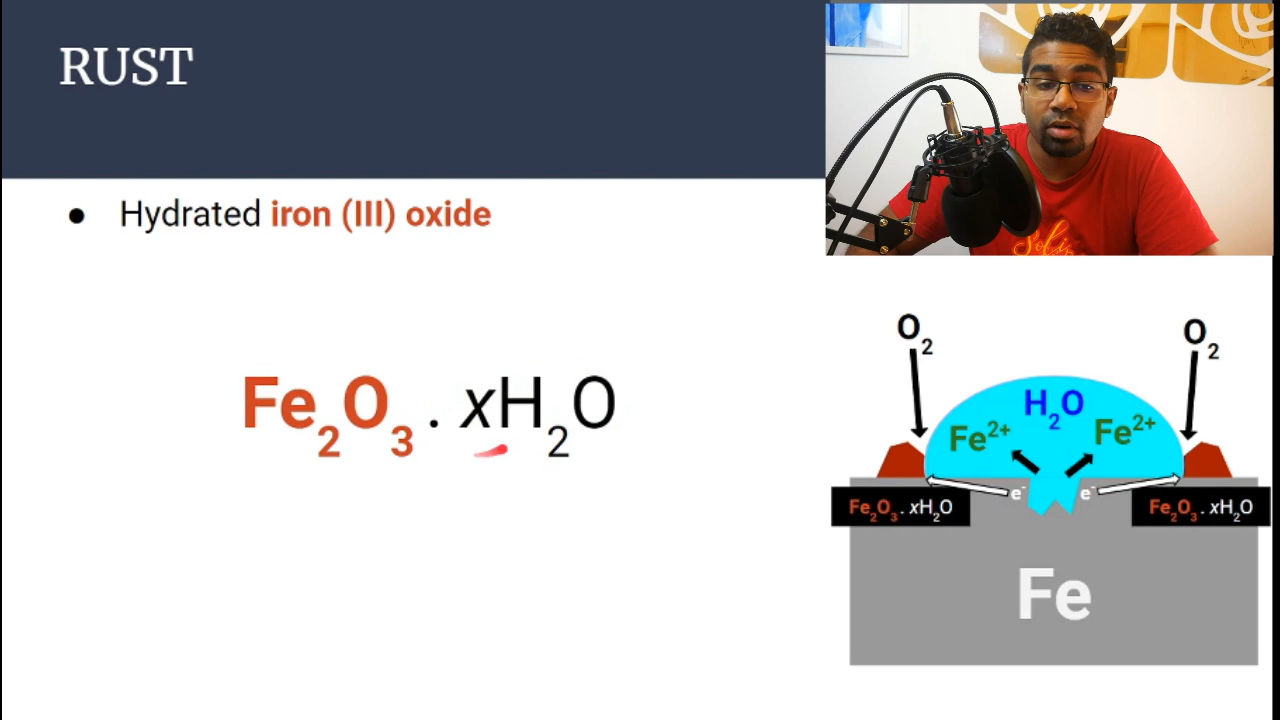 RUST
● Hydrated iron (III) oxide
Fe₂O₃ . xH₂O
O₂
O₂
H₂O
Fe²⁺
Fe²⁺
e⁻
e⁻
Fe₂O₃ . xH₂O
Fe₂O₃ . xH₂O
Fe